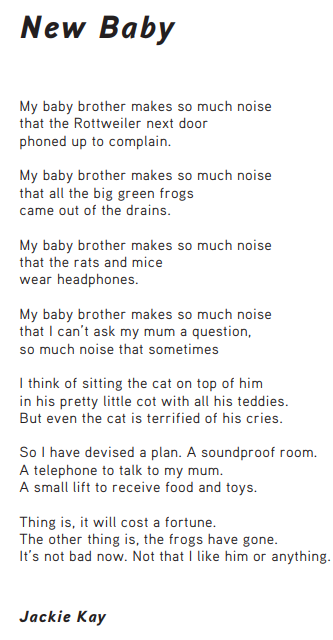 New Baby
My baby brother makes so much noise
that the Rottweiler next door
phoned up to complain.
My baby brother makes so much noise
that all the big green frogs
came out of the drains.
My baby brother makes so much noise
that the rats and mice
wear headphones.
My baby brother makes so much noise
that I can't ask my mum a question,
so much noise that sometimes
I think of sitting the cat on top of him
in his pretty little cot with all his teddies.
But even the cat is terrified of his cries.
So I have devised a plan. A soundproof room.
A telephone to talk to my mum.
A small lift to receive food and toys.
Thing is, it will cost a fortune.
The other thing is, the frogs have gone.
It's not bad now. Not that I like him or anything.
Jackie Kay